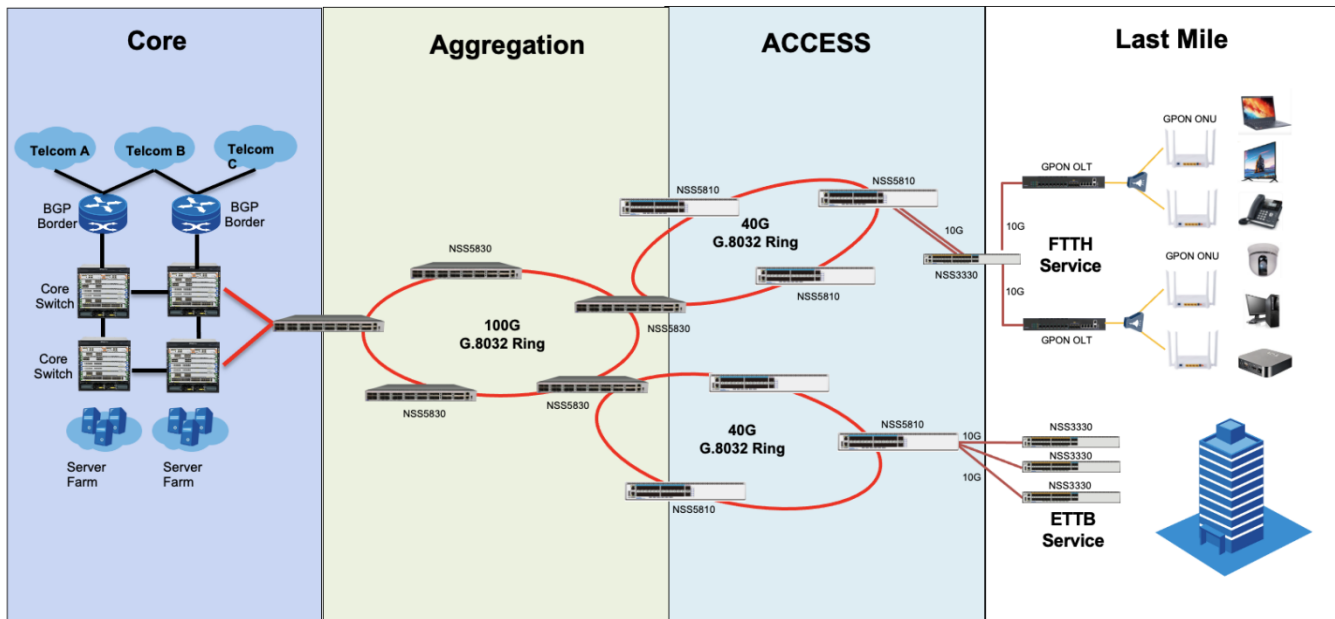 Core
Aggregation
ACCESS
Last Mile
Telcom A
Telcom B
Telcom
C
BGP
Border
BGP
Border
Core
Switch
Core
Switch
Server
Farm
Server
Farm
NSS5830
100G
G.8032 Ring
NSS5830
NSS5830
NSS5830
NSS5810
NSS5810
40G
G.8032 Ring
NSS5810
10G
NSS3330
40G
G.8032 Ring
NSS5810
NSS5810
10G
10G
GPON OLT
GPON ONU
10G
FTTH
Service
GPON ONU
10G
GPON OLT
NSS3330
NSS3330
NSS3330
ETTB
Service